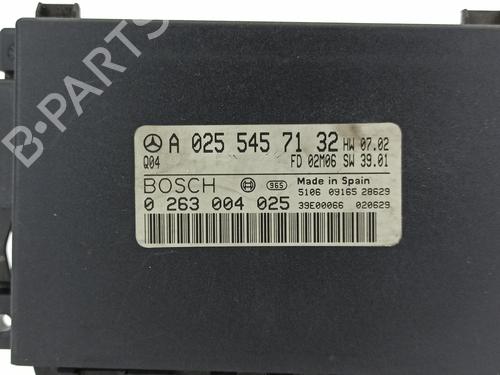 A 025 545 71 32 HW 07.02
Q04 FD 02M06 SW 39.01
BOSCH 965 Made in Spain
5106 09165 28629
0 263 004 025 39E00066 020629
B-PARTS